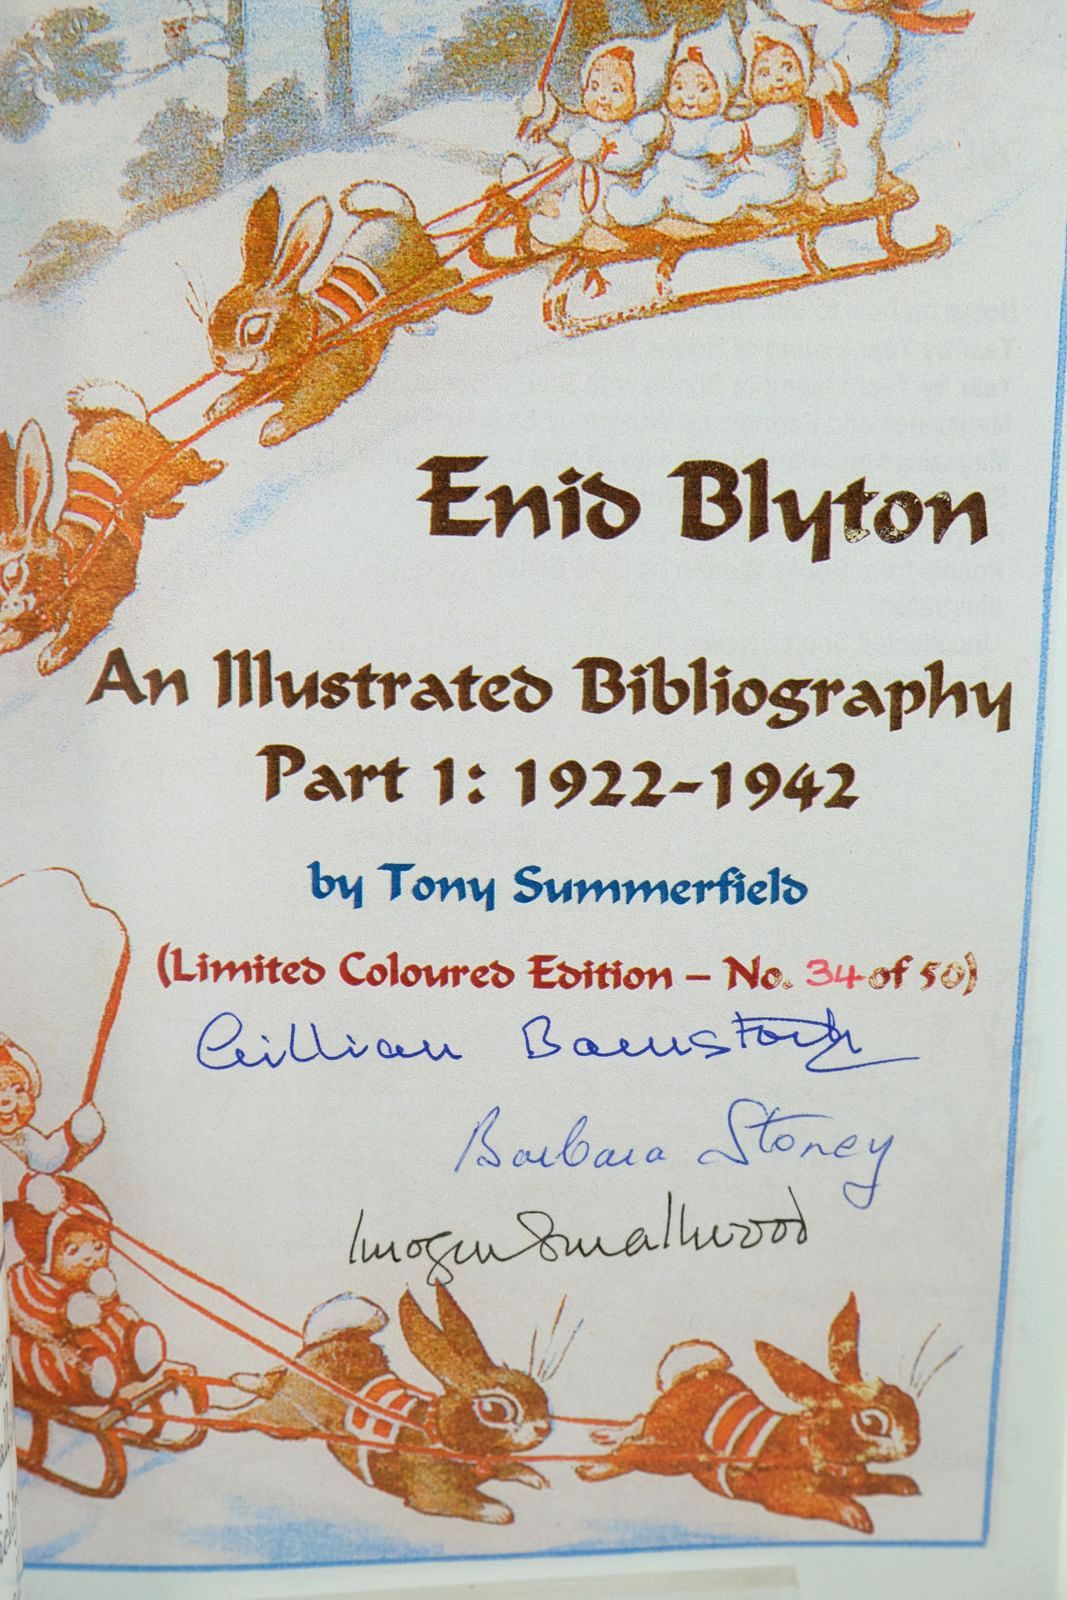 Enid Blyton
An Illustrated Bibliography
Part 1: 1922-1942
by Tony Summerfield
(Limited Coloured Edition – No. 34 of 50)
Gillian Baverstock
Barbara Stoney
Imogen Smallwood